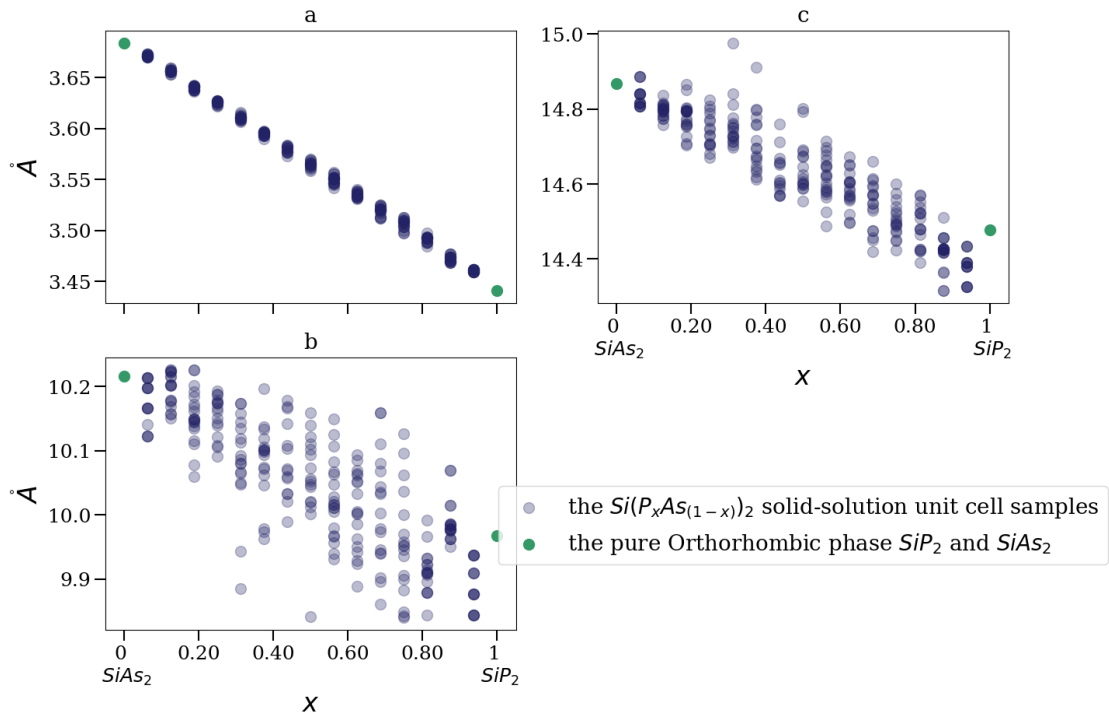 a
3.65
3.60
3.55
3.50
3.45
Å
c
15.0
14.8
14.6
14.4
0 0.20 0.40 0.60 0.80 1
SiAs₂ SiP₂
x
b
10.2
10.1
10.0
9.9
Å
0 0.20 0.40 0.60 0.80 1
SiAs₂ SiP₂
x
the Si(PₓAs₍₁₋ₓ₎)₂ solid-solution unit cell samples
the pure Orthorhombic phase SiP₂ and SiAs₂